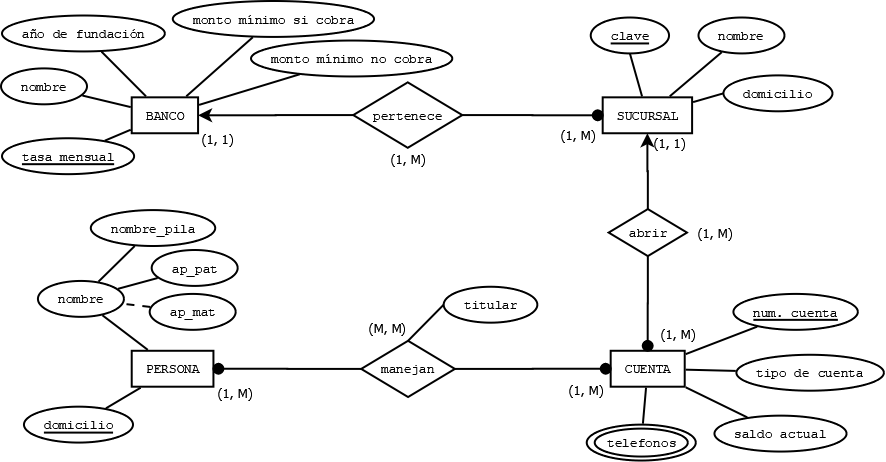 monto mínimo si cobra
año de fundación
clave
nombre
monto mínimo no cobra
nombre
domicilio
BANCO
pertenece
SUCURSAL
(1, 1)
(1, M)
(1, M)
(1, 1)
tasa mensual
nombre_pila
abrir
(1, M)
ap_pat
nombre
ap_mat
titular
num. cuenta
(M, M)
(1, M)
PERSONA
manejan
CUENTA
tipo de cuenta
(1, M)
(1, M)
domicilio
telefonos
saldo actual